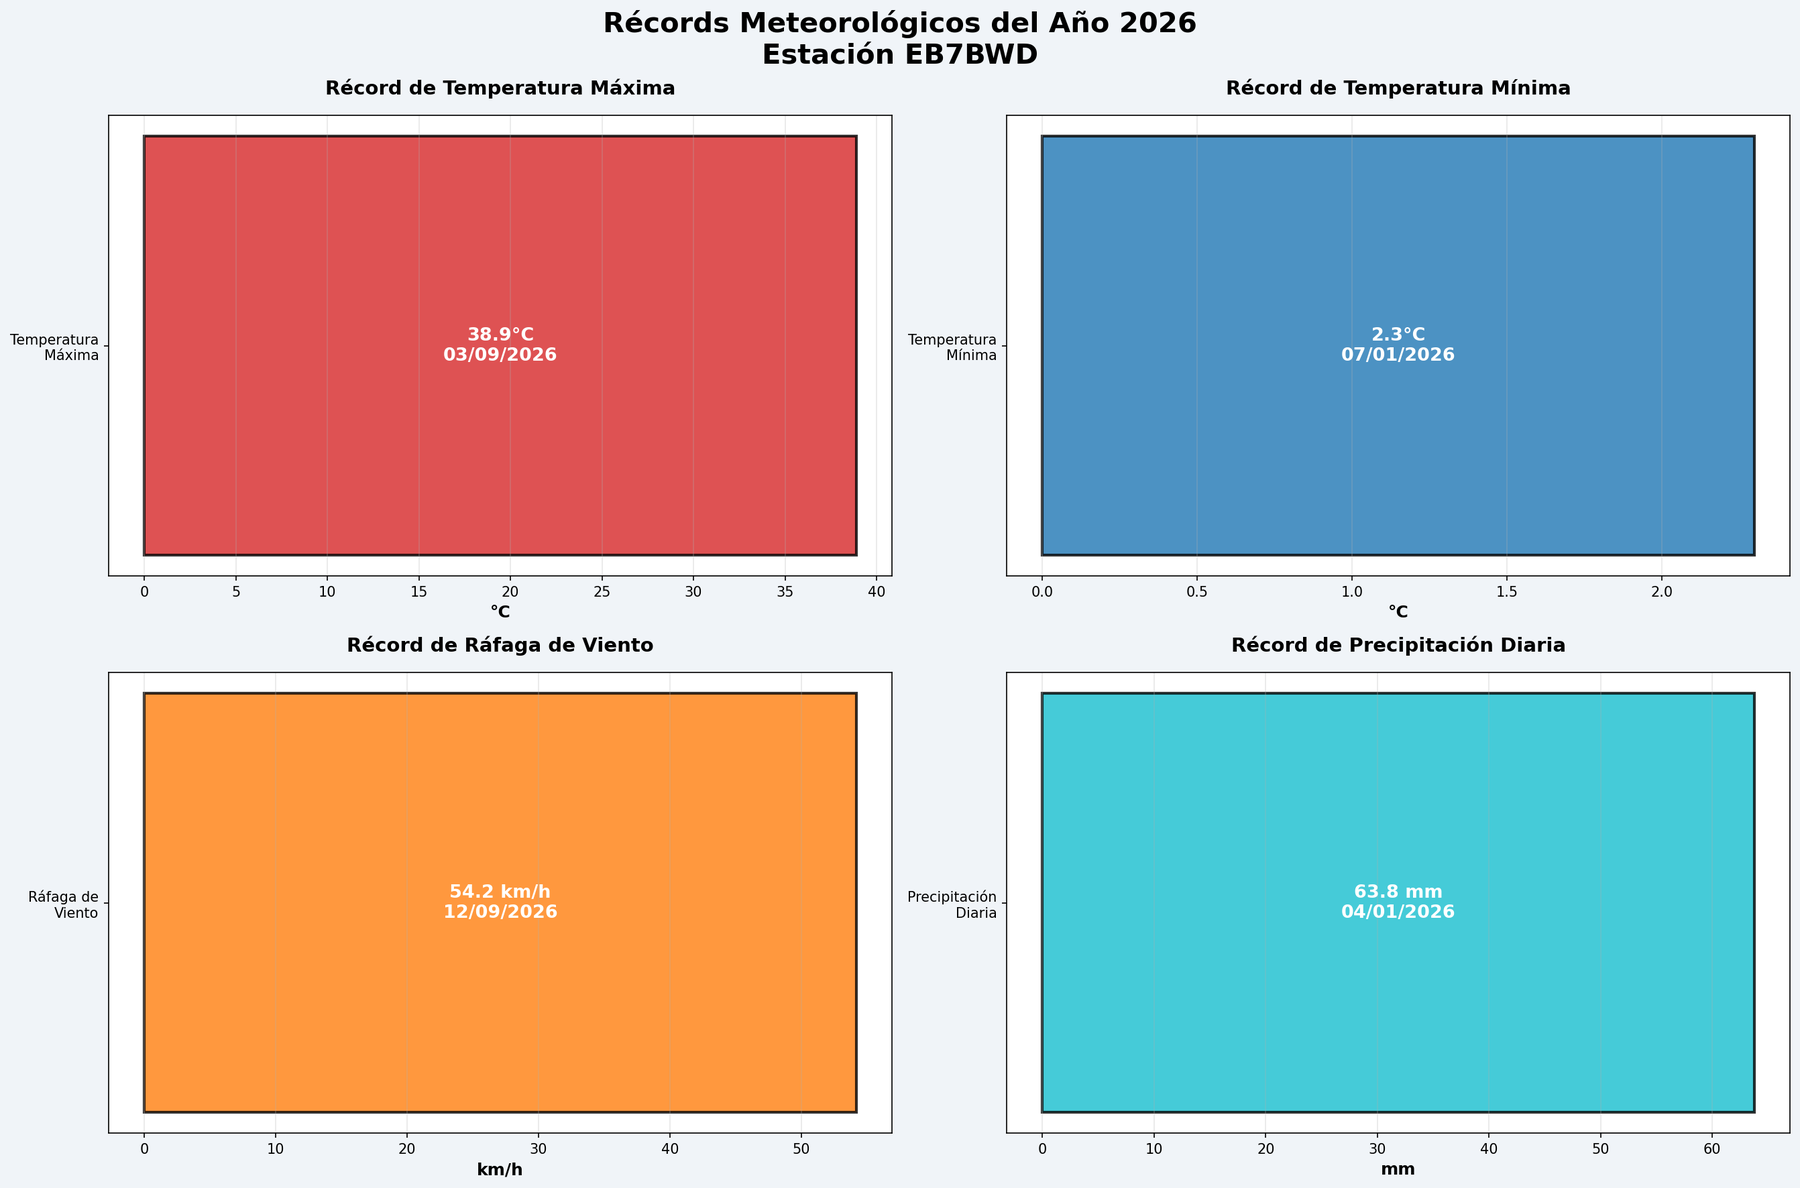 Récords Meteorológicos del Año 2026
Estación EB7BWD
Récord de Temperatura Máxima
Temperatura
Máxima
38.9°C
03/09/2026
0 5 10 15 20 25 30 35 40
°C
Récord de Temperatura Mínima
Temperatura
Mínima
2.3°C
07/01/2026
0.0 0.5 1.0 1.5 2.0
°C
Récord de Ráfaga de Viento
Ráfaga de
Viento
54.2 km/h
12/09/2026
0 10 20 30 40 50
km/h
Récord de Precipitación Diaria
Precipitación
Diaria
63.8 mm
04/01/2026
0 10 20 30 40 50 60
mm